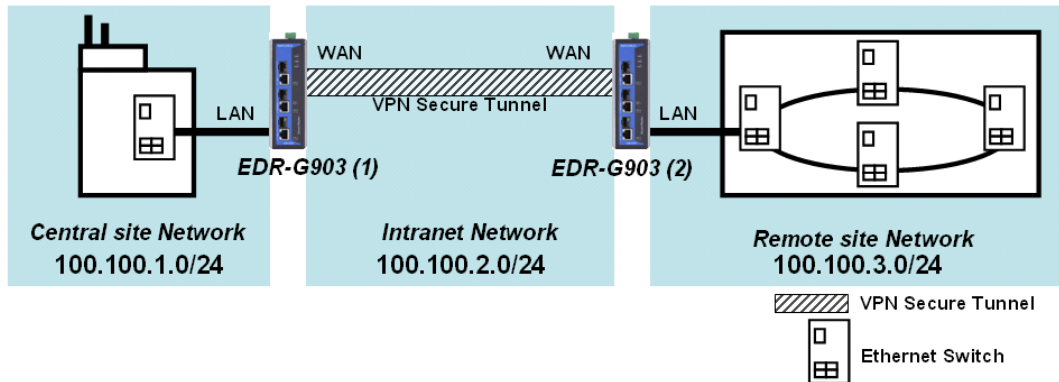 WAN
WAN
VPN Secure Tunnel
LAN
LAN
EDR-G903 (1)
EDR-G903 (2)
Central site Network
100.100.1.0/24
Intranet Network
100.100.2.0/24
Remote site Network
100.100.3.0/24
VPN Secure Tunnel
Ethernet Switch